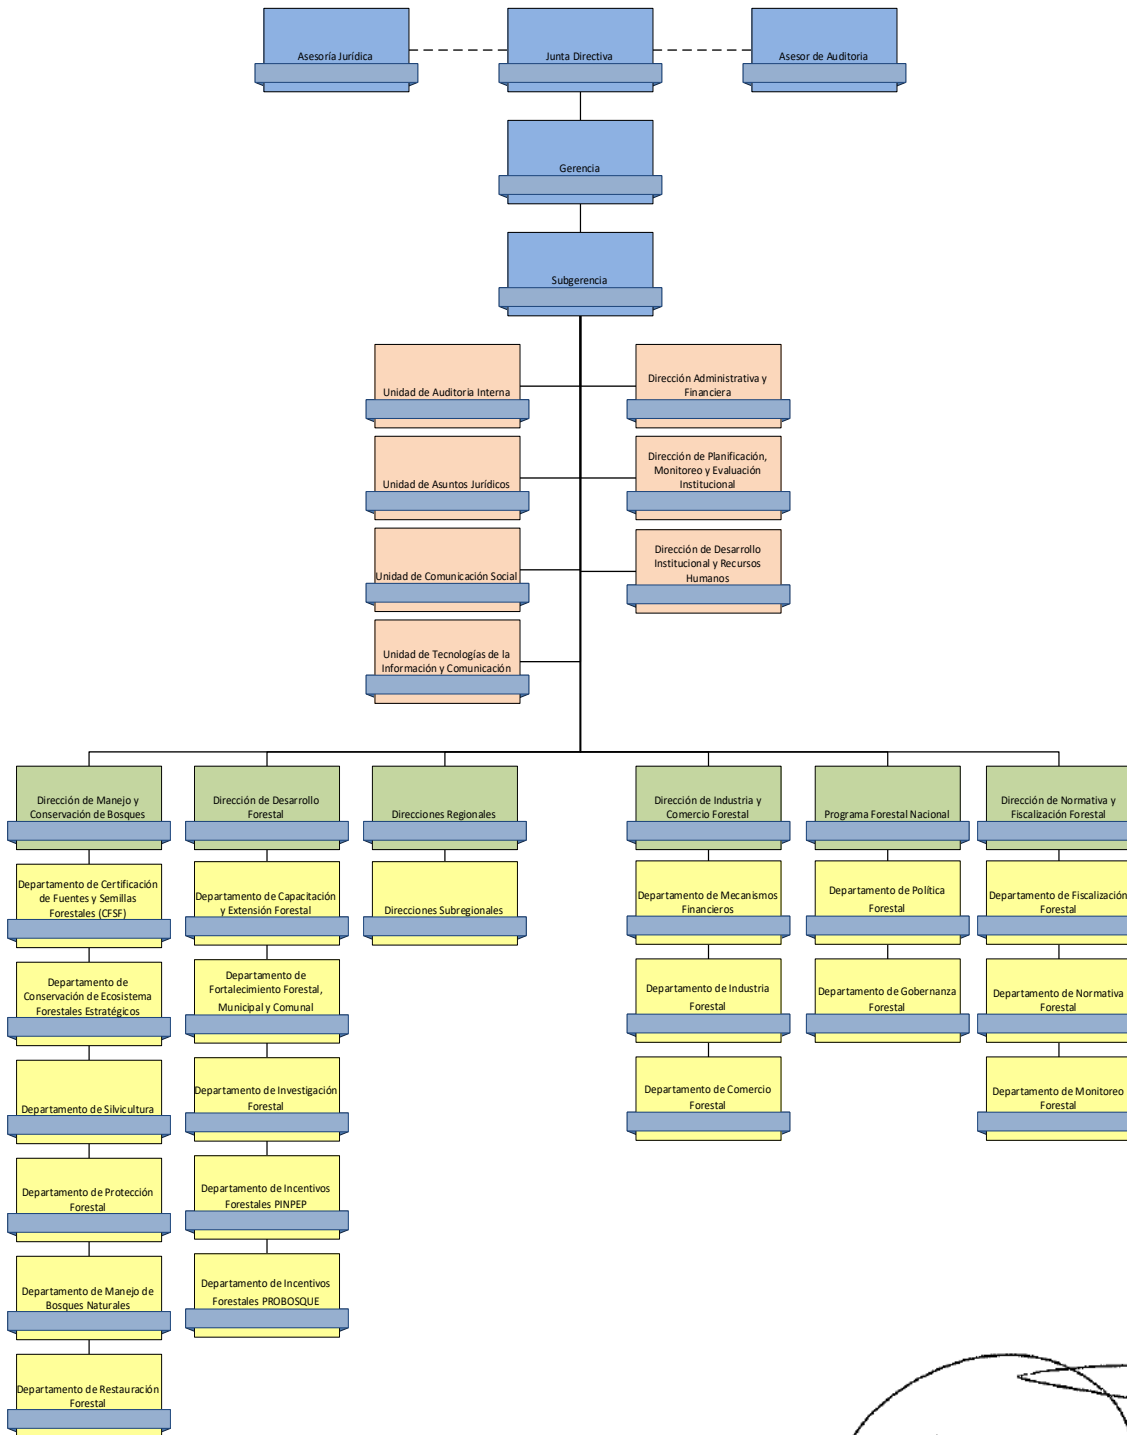 Asesoría Jurídica
Junta Directiva
Asesor de Auditoria
Gerencia
Subgerencia
Unidad de Auditoria Interna
Dirección Administrativa y
Financiera
Unidad de Asuntos Jurídicos
Dirección de Planificación,
Monitoreo y Evaluación
Institucional
Unidad de Comunicación Social
Dirección de Desarrollo
Institucional y Recursos
Humanos
Unidad de Tecnologías de la
Información y Comunicación
Dirección de Manejo y
Conservación de Bosques
Departamento de Certificación
de Fuentes y Semillas
Forestales (CFSF)
Departamento de
Conservación de Ecosistema
Forestales Estratégicos
Departamento de Silvicultura
Departamento de Protección
Forestal
Departamento de Manejo de
Bosques Naturales
Departamento de Restauración
Forestal
Dirección de Desarrollo
Forestal
Departamento de Capacitación
y Extensión Forestal
Departamento de
Fortalecimiento Forestal,
Municipal y Comunal
Departamento de Investigación
Forestal
Departamento de Incentivos
Forestales PINPEP
Departamento de Incentivos
Forestales PROBOSQUE
Direcciones Regionales
Direcciones Subregionales
Dirección de Industria y
Comercio Forestal
Departamento de Mecanismos
Financieros
Departamento de Industria
Forestal
Departamento de Comercio
Forestal
Programa Forestal Nacional
Departamento de Política
Forestal
Departamento de Gobernanza
Forestal
Dirección de Normativa y
Fiscalización Forestal
Departamento de Fiscalización
Forestal
Departamento de Normativa
Forestal
Departamento de Monitoreo
Forestal